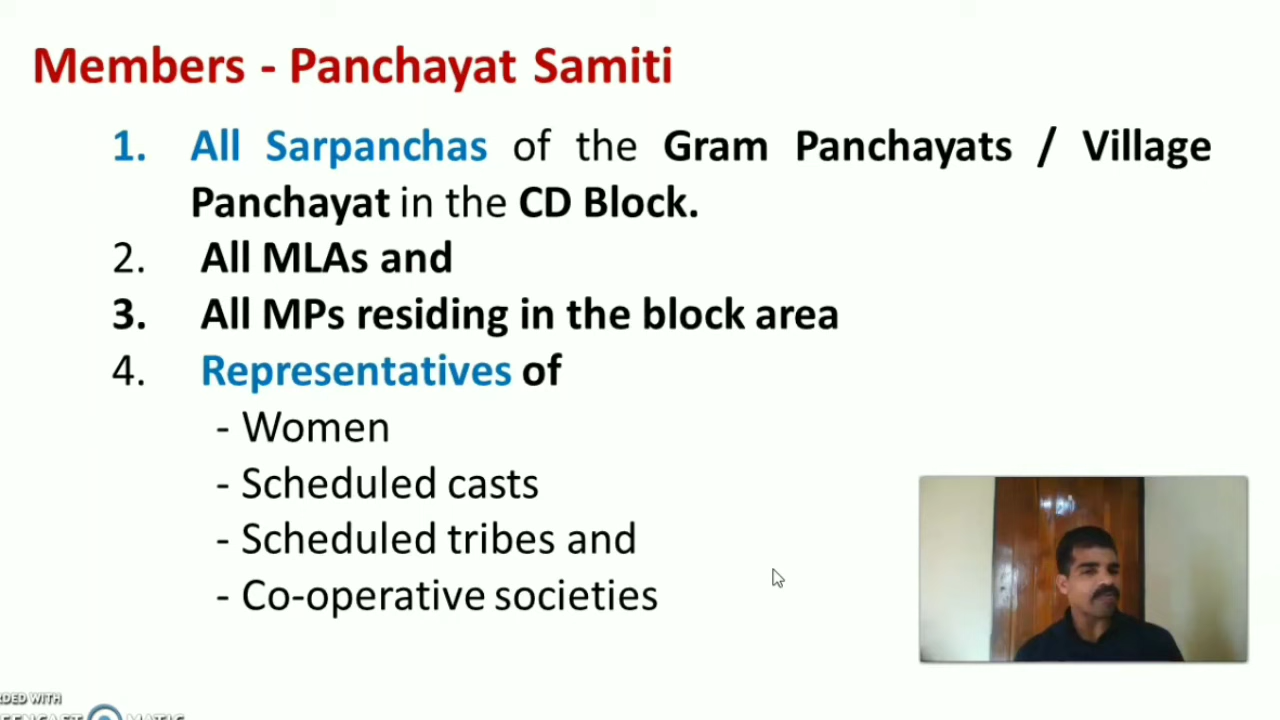 Members - Panchayat Samiti
1. All Sarpanchas of the Gram Panchayats / Village
Panchayat in the CD Block.
2. All MLAs and
3. All MPs residing in the block area
4. Representatives of
- Women
- Scheduled casts
- Scheduled tribes and
- Co-operative societies
WITH